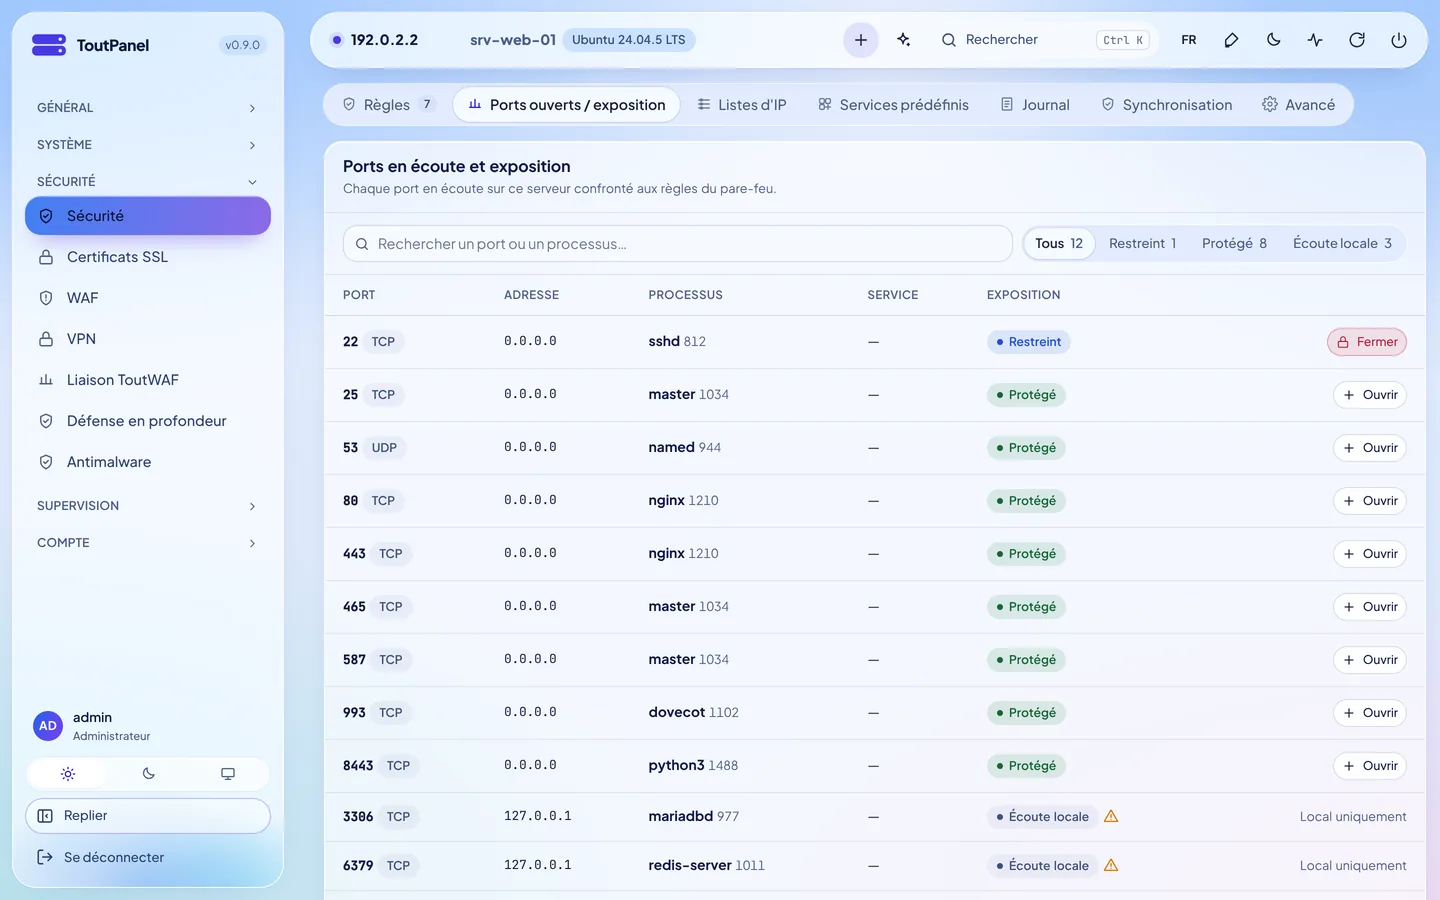 ToutPanel
v0.9.0
GÉNÉRAL
SYSTÈME
SÉCURITÉ
Sécurité
Certificats SSL
WAF
VPN
Liaison ToutWAF
Défense en profondeur
Antimalware
SUPERVISION
COMPTE
AD
admin
Administrateur
Replier
Se déconnecter
192.0.2.2
srv-web-01
Ubuntu 24.04.5 LTS
Rechercher
Ctrl K
FR
Règles 7
Ports ouverts / exposition
Listes d'IP
Services prédéfinis
Journal
Synchronisation
Avancé
Ports en écoute et exposition
Chaque port en écoute sur ce serveur confronté aux règles du pare-feu.
Rechercher un port ou un processus...
Tous 12
Restreint 1
Protégé 8
Écoute locale 3
PORT ADRESSE PROCESSUS SERVICE EXPOSITION
22 TCP 0.0.0.0 sshd 812 — Restreint Fermer
25 TCP 0.0.0.0 master 1034 — Protégé + Ouvrir
53 UDP 0.0.0.0 named 944 — Protégé + Ouvrir
80 TCP 0.0.0.0 nginx 1210 — Protégé + Ouvrir
443 TCP 0.0.0.0 nginx 1210 — Protégé + Ouvrir
465 TCP 0.0.0.0 master 1034 — Protégé + Ouvrir
587 TCP 0.0.0.0 master 1034 — Protégé + Ouvrir
993 TCP 0.0.0.0 dovecot 1102 — Protégé + Ouvrir
8443 TCP 0.0.0.0 python3 1488 — Protégé + Ouvrir
3306 TCP 127.0.0.1 mariadbd 977 — Écoute locale Local uniquement
6379 TCP 127.0.0.1 redis-server 1011 — Écoute locale Local uniquement